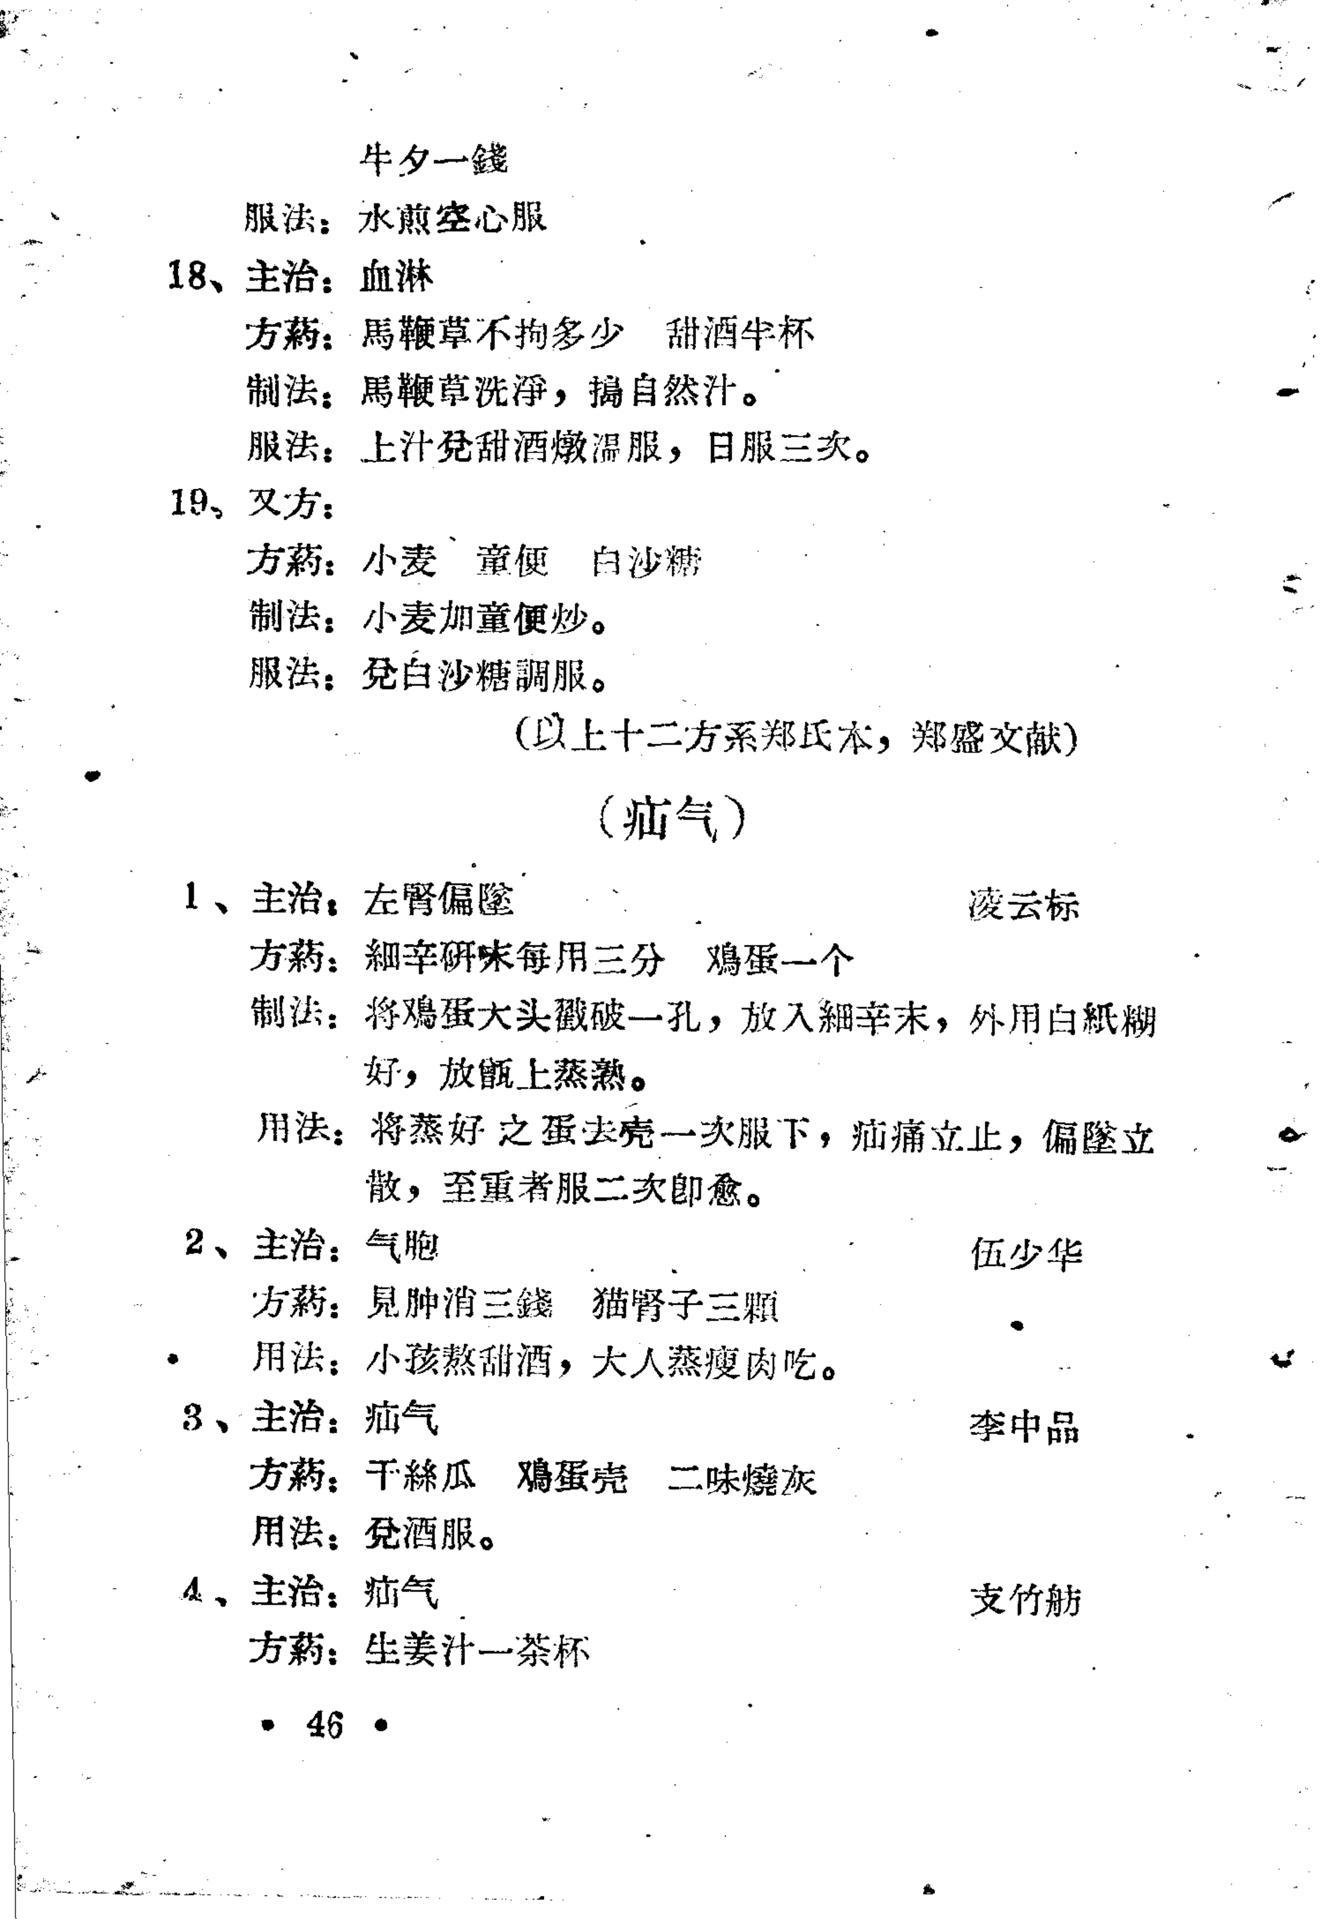 牛夕一錢
服法：水煎空心服
18、主治：血淋
方葯：馬鞭草不拘多少　甜酒半杯
制法：馬鞭草洗淨，搗自然汁。
服法：上汁兌甜酒燉温服，日服三次。
19、又方：
方葯：小麦　童便　白沙糖
制法：小麦加童便炒。
服法：兌白沙糖調服。
(以上十二方系郑氏本，郑盛文献)
（疝气）
1、主治：左腎偏墜　凌云标
方葯：細辛研末每用三分　鷄蛋一个
制法：将鷄蛋大头戳破一孔，放入細辛末，外用白紙糊
好，放甑上蒸熟。
用法：将蒸好之蛋去壳一次服下，疝痛立止，偏墜立
散，至重者服二次卽愈。
2、主治：气胞　伍少华
方葯：見肿消三錢　猫腎子三顆
用法：小孩熬甜酒，大人蒸瘦肉吃。
3、主治：疝气　李中品
方葯：干絲瓜　鷄蛋壳　二味燒灰
用法：兌酒服。
4、主治：疝气　支竹舫
方葯：生姜汁一茶杯
• 46 •